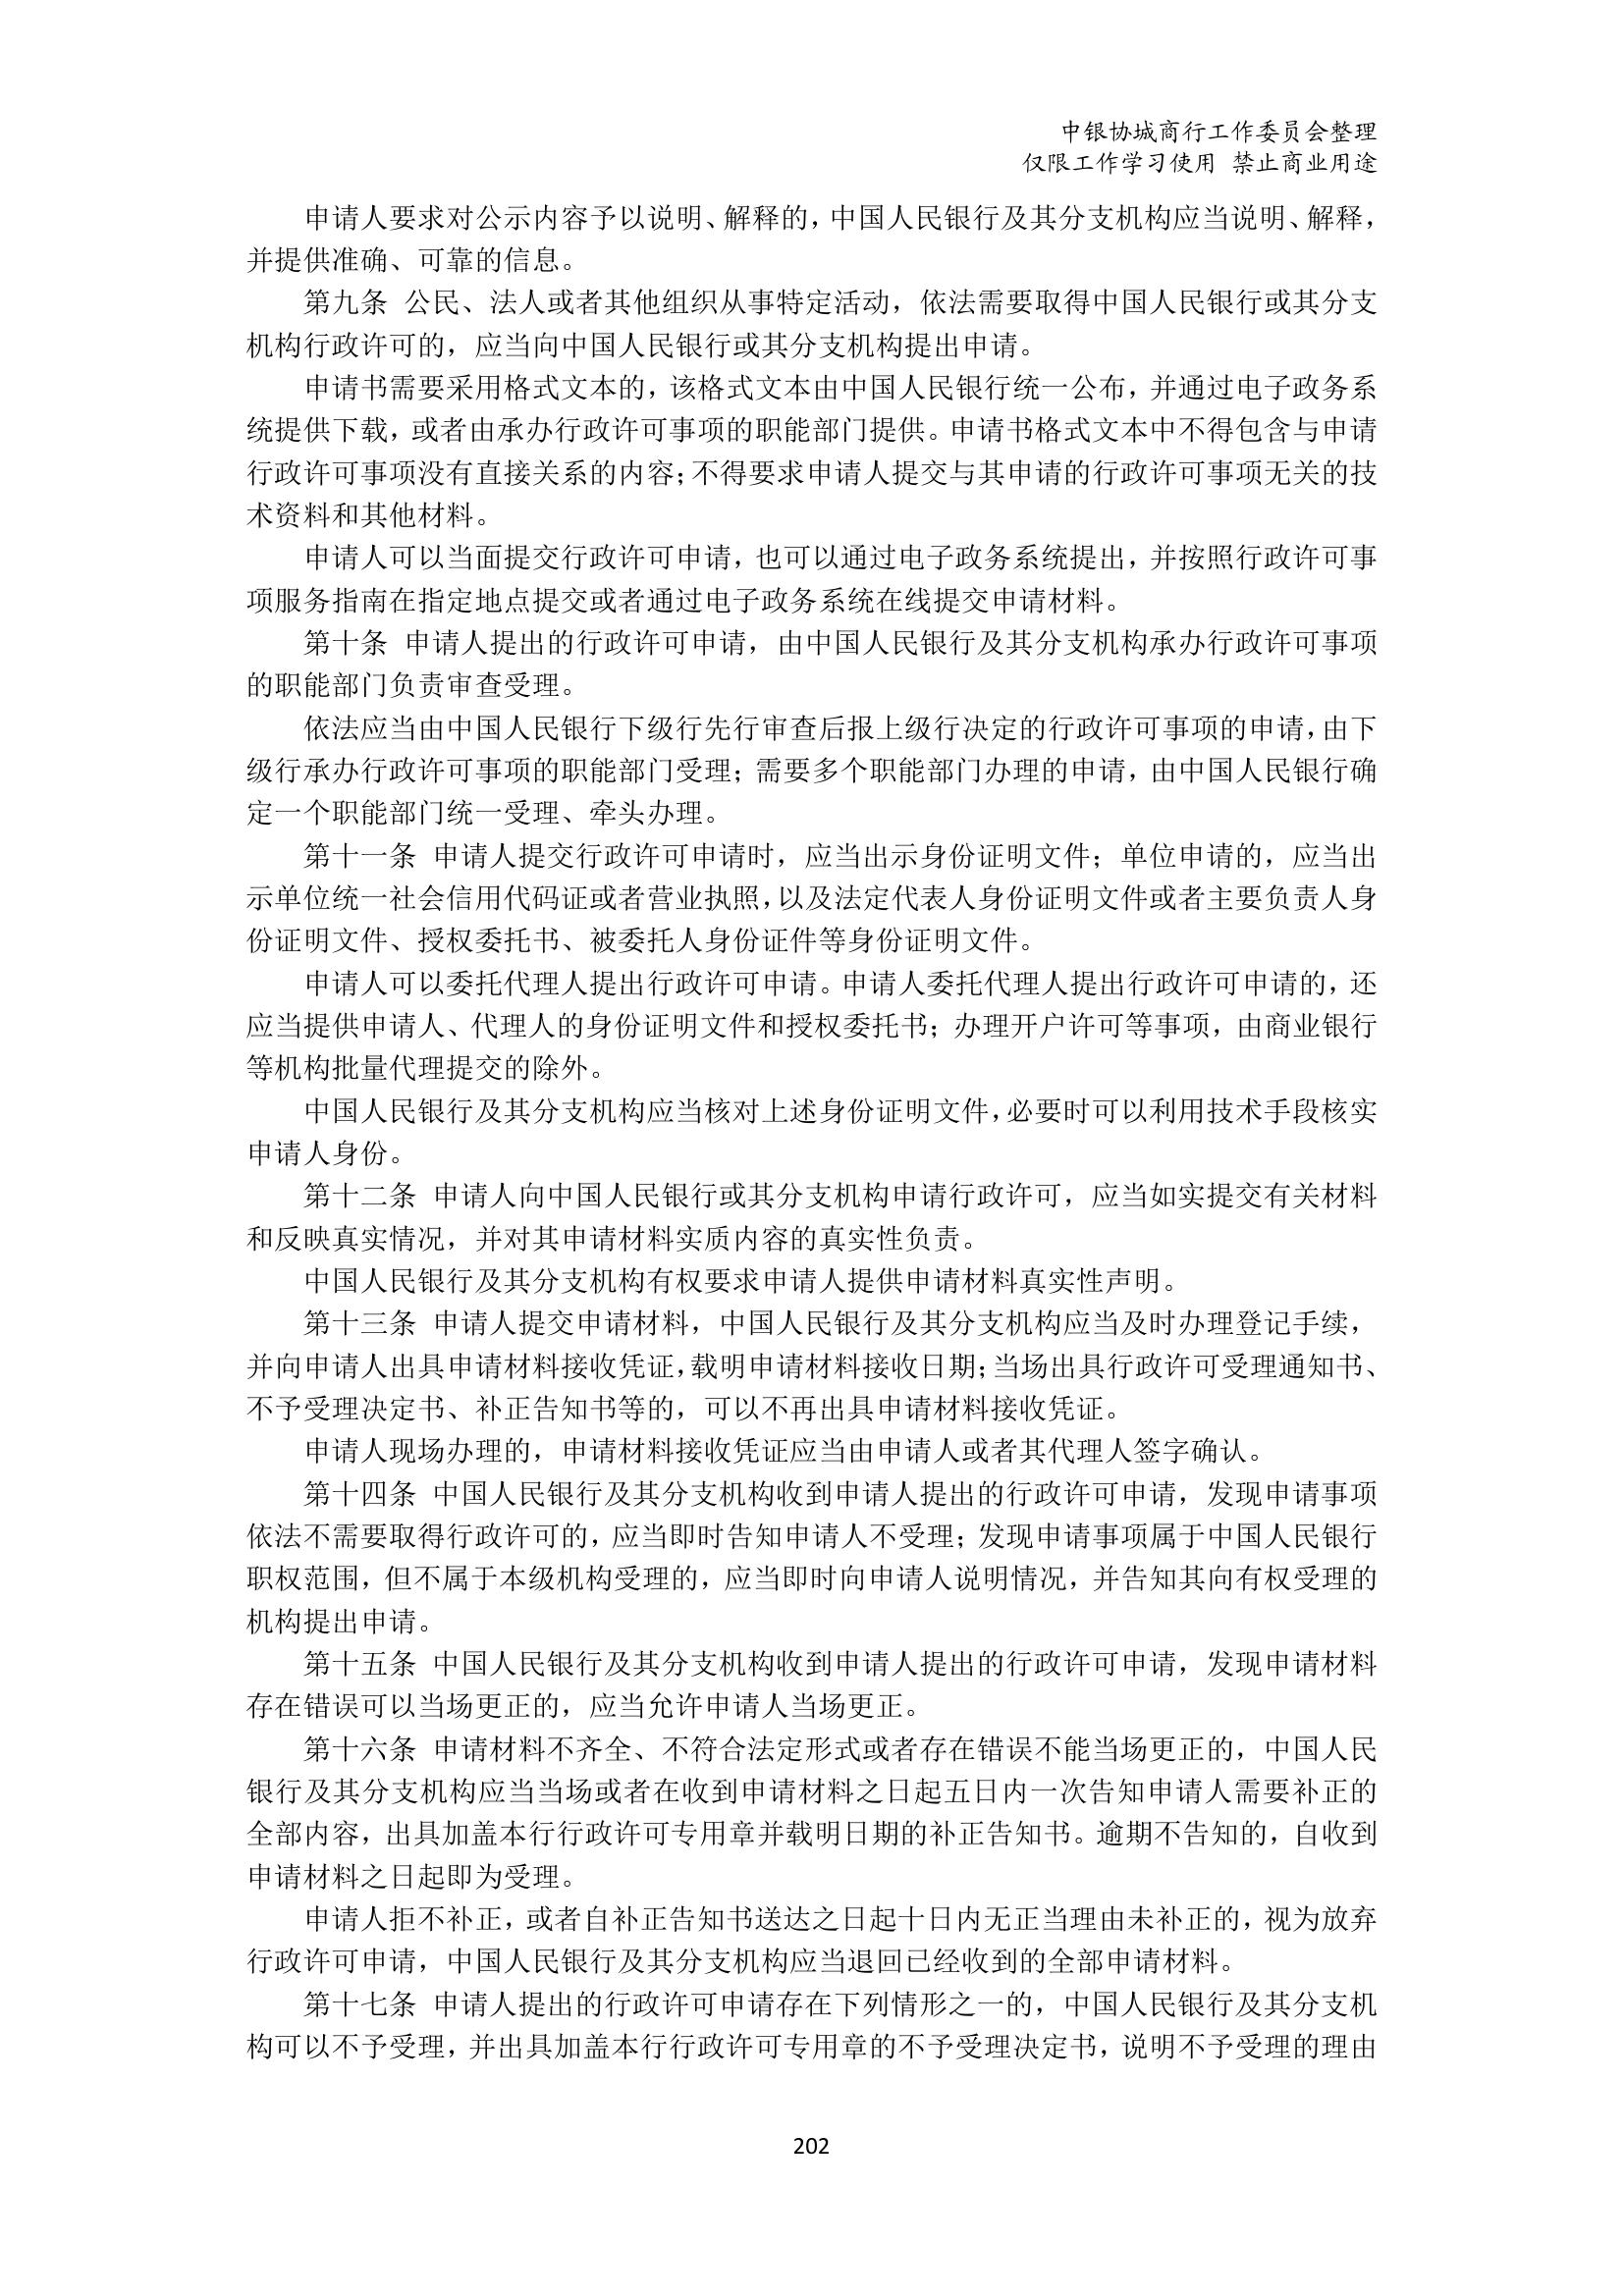 中银协城商行工作委员会整理
仅限工作学习使用 禁止商业用途
申请人要求对公示内容予以说明、解释的，中国人民银行及其分支机构应当说明、解释，
并提供准确、可靠的信息。
第九条 公民、法人或者其他组织从事特定活动，依法需要取得中国人民银行或其分支
机构行政许可的，应当向中国人民银行或其分支机构提出申请。
申请书需要采用格式文本的，该格式文本由中国人民银行统一公布，并通过电子政务系
统提供下载，或者由承办行政许可事项的职能部门提供。申请书格式文本中不得包含与申请
行政许可事项没有直接关系的内容；不得要求申请人提交与其申请的行政许可事项无关的技
术资料和其他材料。
申请人可以当面提交行政许可申请，也可以通过电子政务系统提出，并按照行政许可事
项服务指南在指定地点提交或者通过电子政务系统在线提交申请材料。
第十条 申请人提出的行政许可申请，由中国人民银行及其分支机构承办行政许可事项
的职能部门负责审查受理。
依法应当由中国人民银行下级行先行审查后报上级行决定的行政许可事项的申请，由下
级行承办行政许可事项的职能部门受理；需要多个职能部门办理的申请，由中国人民银行确
定一个职能部门统一受理、牵头办理。
第十一条 申请人提交行政许可申请时，应当出示身份证明文件；单位申请的，应当出
示单位统一社会信用代码证或者营业执照，以及法定代表人身份证明文件或者主要负责人身
份证明文件、授权委托书、被委托人身份证件等身份证明文件。
申请人可以委托代理人提出行政许可申请。申请人委托代理人提出行政许可申请的，还
应当提供申请人、代理人的身份证明文件和授权委托书；办理开户许可等事项，由商业银行
等机构批量代理提交的除外。
中国人民银行及其分支机构应当核对上述身份证明文件，必要时可以利用技术手段核实
申请人身份。
第十二条 申请人向中国人民银行或其分支机构申请行政许可，应当如实提交有关材料
和反映真实情况，并对其申请材料实质内容的真实性负责。
中国人民银行及其分支机构有权要求申请人提供申请材料真实性声明。
第十三条 申请人提交申请材料，中国人民银行及其分支机构应当及时办理登记手续，
并向申请人出具申请材料接收凭证，载明申请材料接收日期；当场出具行政许可受理通知书、
不予受理决定书、补正告知书等的，可以不再出具申请材料接收凭证。
申请人现场办理的，申请材料接收凭证应当由申请人或者其代理人签字确认。
第十四条 中国人民银行及其分支机构收到申请人提出的行政许可申请，发现申请事项
依法不需要取得行政许可的，应当即时告知申请人不受理；发现申请事项属于中国人民银行
职权范围，但不属于本级机构受理的，应当即时向申请人说明情况，并告知其向有权受理的
机构提出申请。
第十五条 中国人民银行及其分支机构收到申请人提出的行政许可申请，发现申请材料
存在错误可以当场更正的，应当允许申请人当场更正。
第十六条 申请材料不齐全、不符合法定形式或者存在错误不能当场更正的，中国人民
银行及其分支机构应当当场或者在收到申请材料之日起五日内一次告知申请人需要补正的
全部内容，出具加盖本行行政许可专用章并载明日期的补正告知书。逾期不告知的，自收到
申请材料之日起即为受理。
申请人拒不补正，或者自补正告知书送达之日起十日内无正当理由未补正的，视为放弃
行政许可申请，中国人民银行及其分支机构应当退回已经收到的全部申请材料。
第十七条 申请人提出的行政许可申请存在下列情形之一的，中国人民银行及其分支机
构可以不予受理，并出具加盖本行行政许可专用章的不予受理决定书，说明不予受理的理由
202